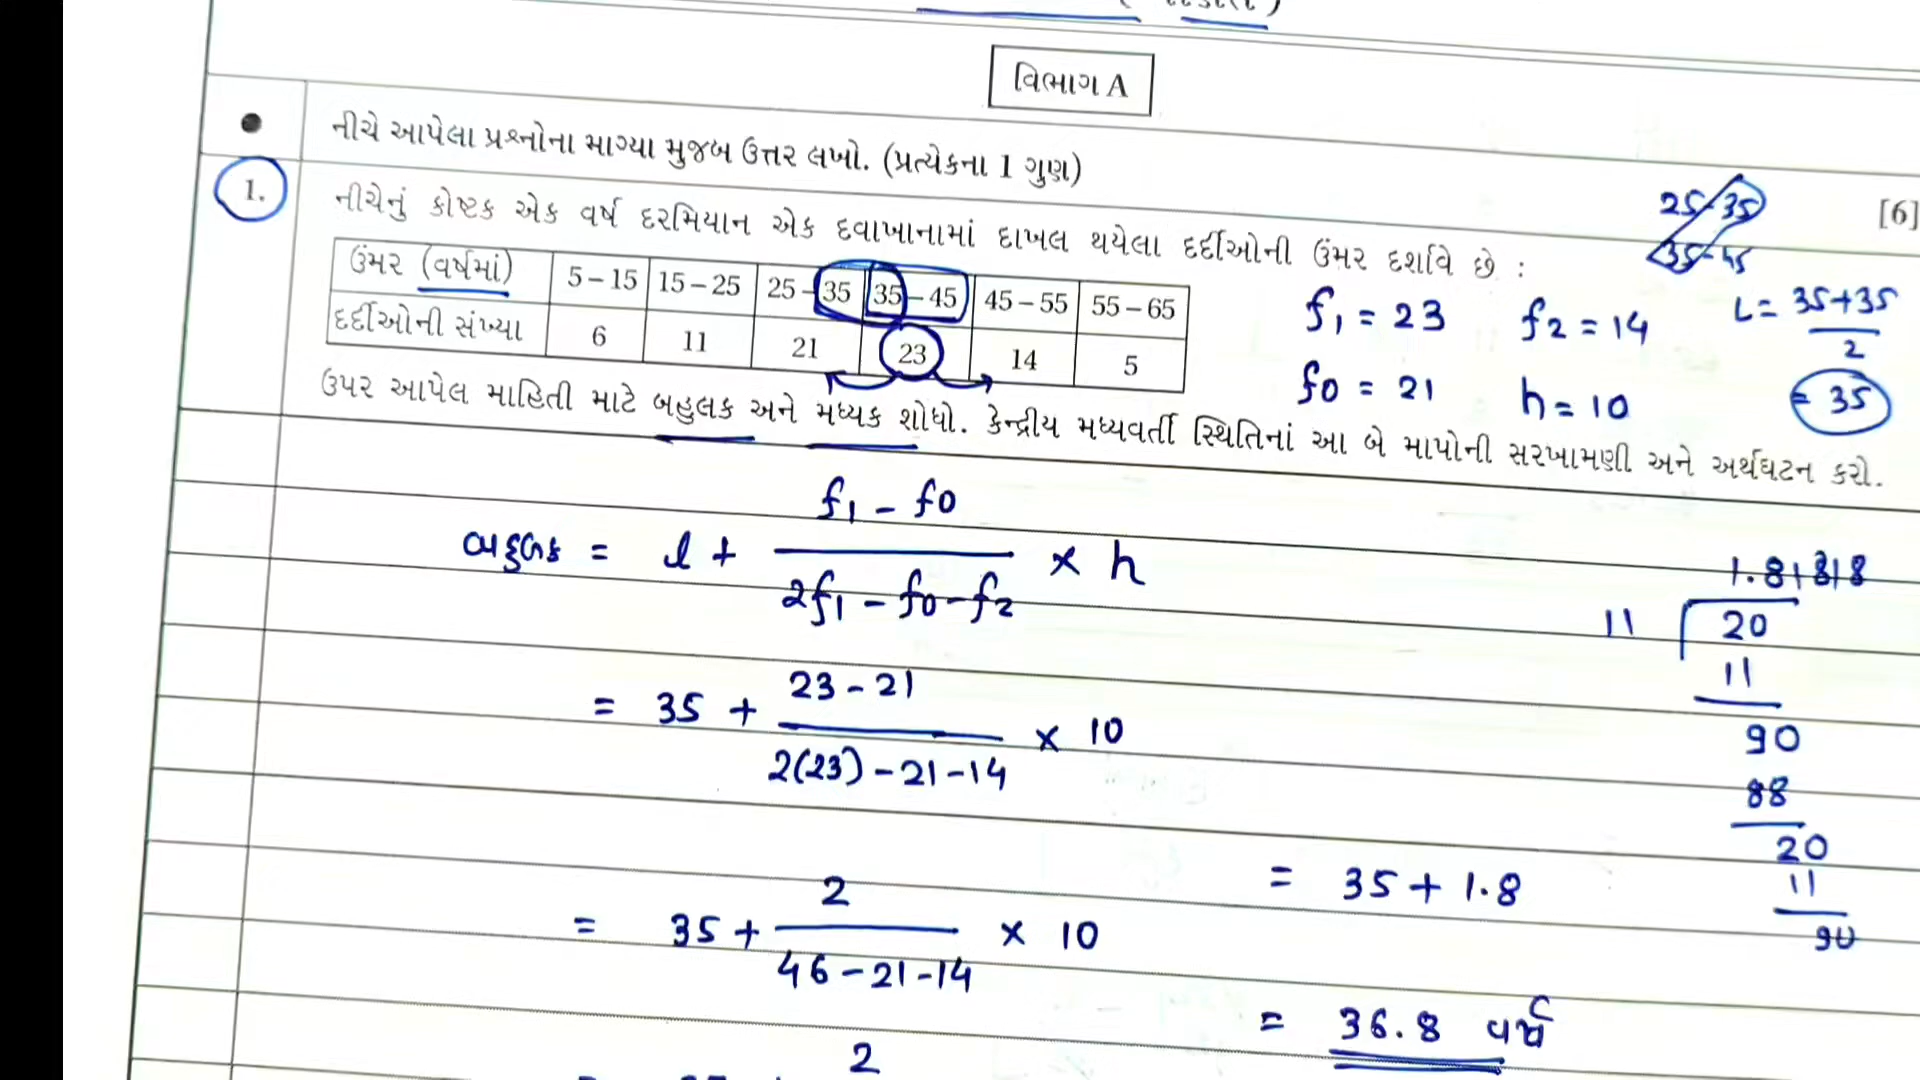 વિભાગ A
નીચે આપેલા પ્રશ્નોના માગ્યા મુજબ ઉત્તર લખો. (પ્રત્યેકના 1 ગુણ)
[6]
1. નીચેનું કોષ્ટક એક વર્ષ દરમિયાન એક દવાખાનામાં દાખલ થયેલા દર્દીઓની ઉંમર દર્શાવે છે :
25-35
35-45
ઉંમર (વર્ષમાં) 5 – 15 15 – 25 25 – 35 35 – 45 45 – 55 55 – 65
દર્દીઓની સંખ્યા 6 11 21 23 14 5
f1 = 23 f2 = 14 L = 35+35
2
f0 = 21 h = 10 = 35
ઉપર આપેલ માહિતી માટે બહુલક અને મધ્યક શોધો. કેન્દ્રીય મધ્યવર્તી સ્થિતિનાં આ બે માપોની સરખામણી અને અર્થઘટન કરો.
f1 - f0
બહુલક = l + × h
2f1 - f0 - f2
1.81818
11 20
11
90
88
20
11
90
23 - 21
= 35 + × 10
2(23) - 21 - 14
2
= 35 + × 10
46 - 21 - 14
= 35 + 1.8
= 36.8 વર્ષ
2